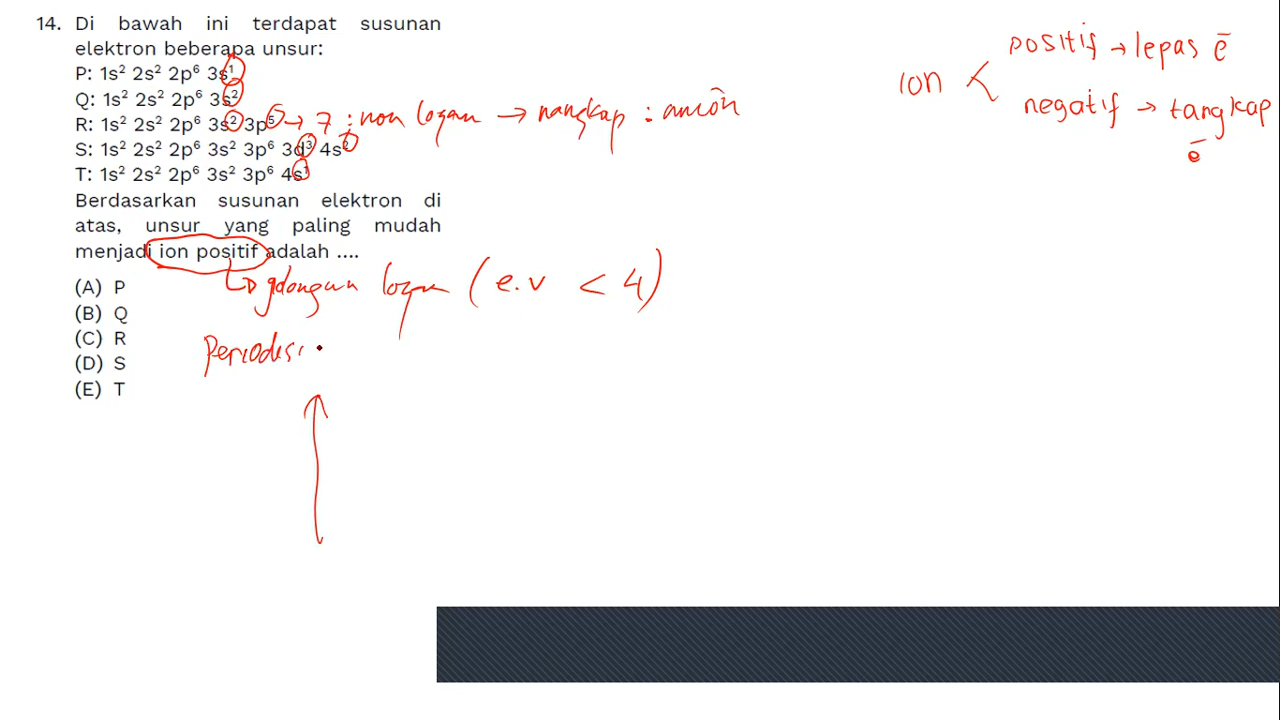 14. Di bawah ini terdapat susunan
elektron beberapa unsur:
P: 1s² 2s² 2p⁶ 3s¹
Q: 1s² 2s² 2p⁶ 3s²
R: 1s² 2s² 2p⁶ 3s² 3p⁵ → 7 : non logam → nangkap : anion
S: 1s² 2s² 2p⁶ 3s² 3p⁶ 3d³ 4s²
T: 1s² 2s² 2p⁶ 3s² 3p⁶ 4s¹
Berdasarkan susunan elektron di
atas, unsur yang paling mudah
menjadi ion positif adalah ....
(A) P
(B) Q
(C) R
(D) S
(E) T
↳ golongan logam (e.v < 4)
Periodisi
ion < positif → lepas ē
negatif → tangkap
ē